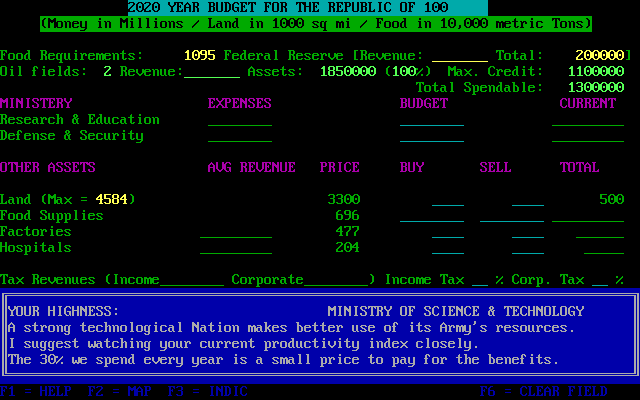 2020 YEAR BUDGET FOR THE REPUBLIC OF 100
(Money in Millions / Land in 1000 sq mi / Food in 10,000 metric Tons)
Food Requirements: 1095 Federal Reserve [Revenue: _______ Total: 200000]
Oil fields: 2 Revenue:_______ Assets: 1850000 (100%) Max. Credit: 1100000
Total Spendable: 1300000
MINISTERY EXPENSES BUDGET CURRENT
Research & Education ________ ________ ________
Defense & Security ________ ________ ________
OTHER ASSETS AVG REVENUE PRICE BUY SELL TOTAL
Land (Max = 4584) 3300 ____ ____ 500
Food Supplies 696 ________ ________ ________
Factories _________ 477 ____ ____ ________
Hospitals _________ 204 ____ ____ ________
Tax Revenues (Income________ Corporate________) Income Tax __ % Corp. Tax __ %
YOUR HIGHNESS: MINISTRY OF SCIENCE & TECHNOLOGY
A strong technological Nation makes better use of its Army's resources.
I suggest watching your current productivity index closely.
The 30% we spend every year is a small price to pay for the benefits.
F1 = HELP F2 = MAP F3 = INDIC F6 = CLEAR FIELD